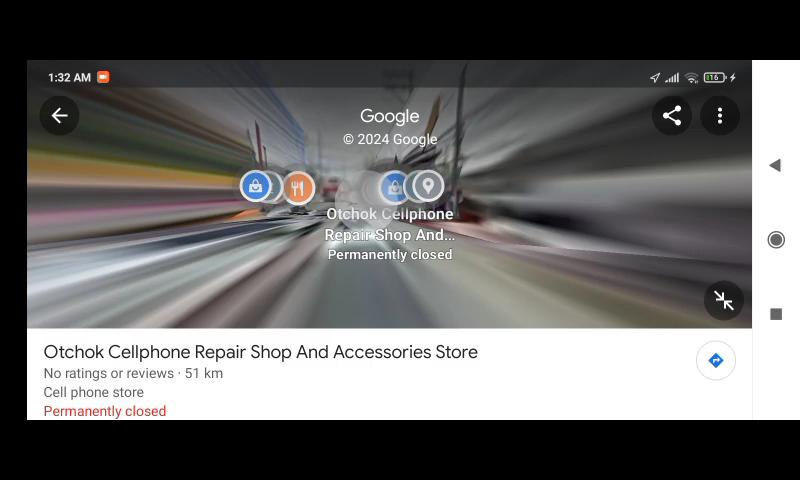 1:32 AM
16
Google
© 2024 Google
Otchok Cellphone
Repair Shop And...
Permanently closed
Otchok Cellphone Repair Shop And Accessories Store
No ratings or reviews · 51 km
Cell phone store
Permanently closed